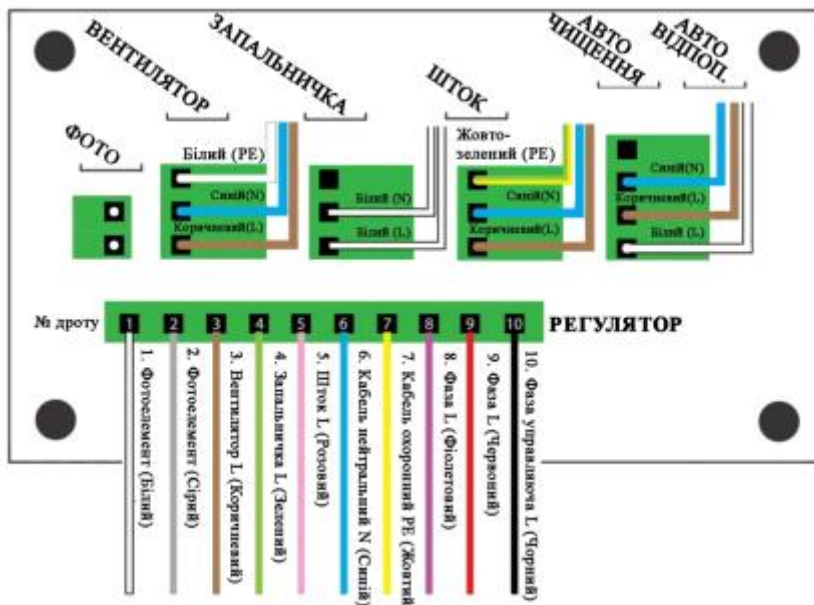 ФОТО
ВЕНТИЛЯТОР
ЗАПАЛЬНИЧКА
ШТОК
АВТО
ЧИЩЕННЯ
АВТО
ВІДПОП.
Білий (PE)
Синій(N)
Коричневий(L)
Білий (N)
Білий (L)
Жовто-
зелений (PE)
Синій(N)
Коричневий(L)
Синій(N)
Коричневий(L)
Білий (L)
№ дроту
1 2 3 4 5 6 7 8 9 10
РЕГУЛЯТОР
1. Фотоелемент (Білий)
2. Фотоелемент (Сірий)
3. Вентилятор L (Коричневий)
4. Запальничка L (Зелений)
5. Шток L (Розовий)
6. Кабель нейтральний N (Синій)
7. Кабель охоронний PE (Жовтий
8. Фаза L (Фіолетовий)
9. Фаза L (Червоний)
10. Фаза управляюча L (Чорний)